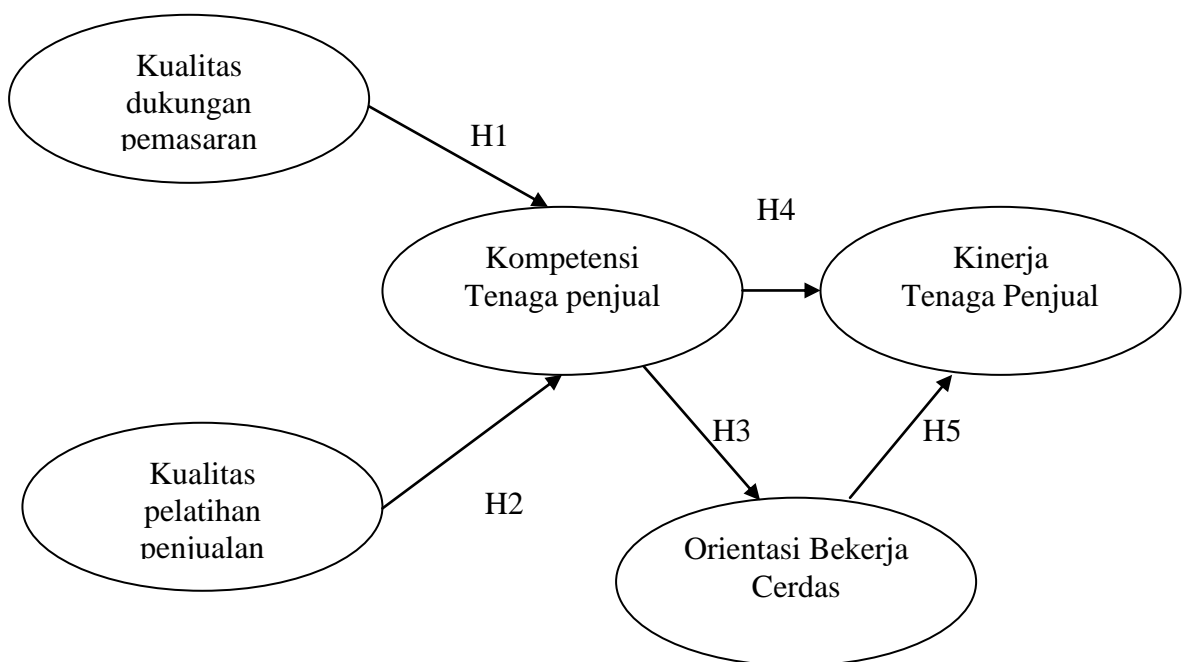 Kualitas
dukungan
pemasaran
H1
Kompetensi
Tenaga penjual
H4
Kinerja
Tenaga Penjual
Kualitas
pelatihan
penjualan
H2
H3
H5
Orientasi Bekerja
Cerdas